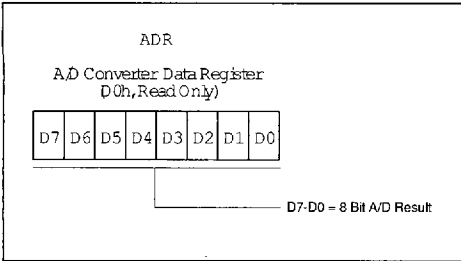 ADR
A/D Converter Data Register
D0h, Read Only)
D7 D6 D5 D4 D3 D2 D1 D0
D7-D0 = 8 Bit A/D Result